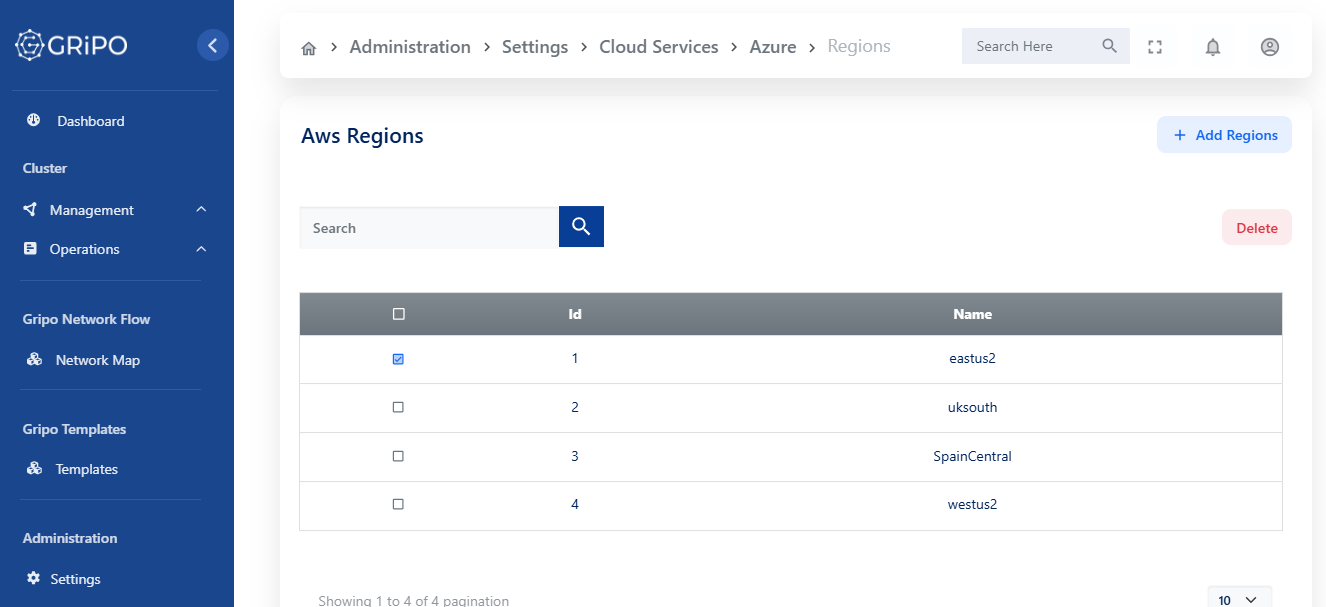 GRiPO
Administration
Settings
Cloud Services
Azure
Regions
Search Here
Dashboard
Cluster
Management
Operations
Gripo Network Flow
Network Map
Gripo Templates
Templates
Administration
Settings
Aws Regions
+ Add Regions
Search
Delete
Id Name
1 eastus2
2 uksouth
3 SpainCentral
4 westus2
Showing 1 to 4 of 4 pagination
10